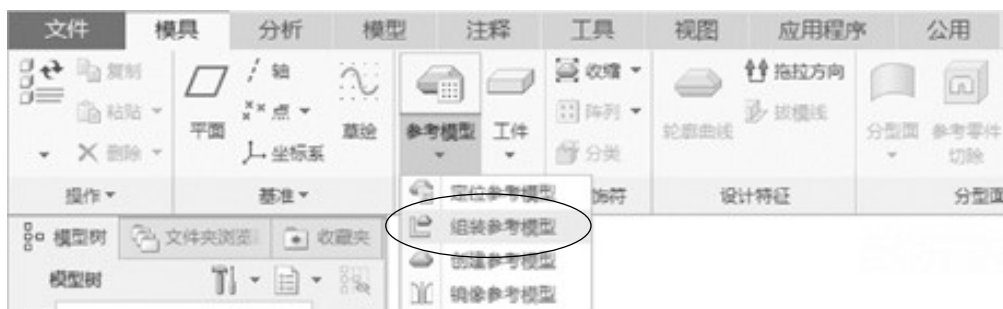 文件 模具 分析 模型 注释 工具 视图 应用程序 公用
复制 轴 收缩 拖拉方向
粘贴 平面 点 草绘 参考模型 工件 阵列 轮廓曲线 拔模线 分型面 参考零件
删除 坐标系 分类 切除
操作 基准 饰符 设计特征 分型面
定位参考模型
模型树 文件夹浏览 收藏夹 组装参考模型
创建参考模型
模型树 镜像参考模型